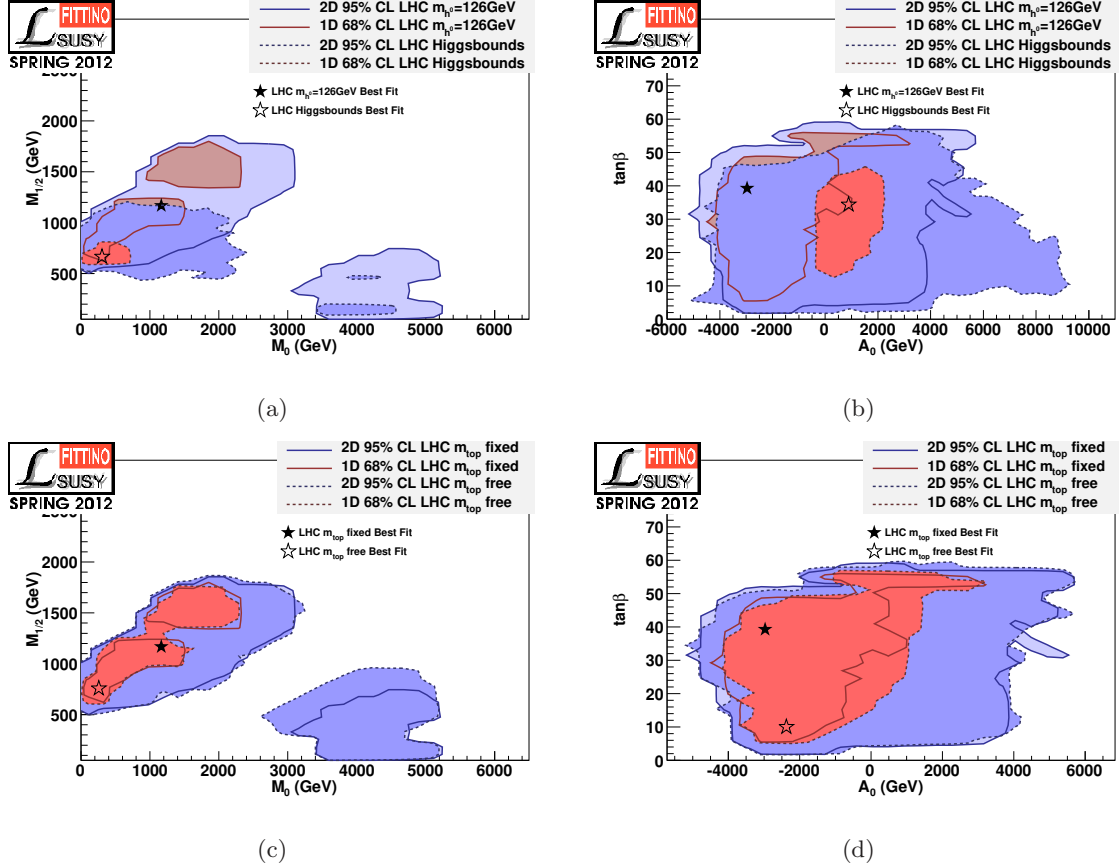 FITTINO
SUSY
SPRING 2012
2D 95% CL LHC m_h⁰=126GeV
1D 68% CL LHC m_h⁰=126GeV
2D 95% CL LHC Higgsbounds
1D 68% CL LHC Higgsbounds
LHC m_h⁰=126GeV Best Fit
LHC Higgsbounds Best Fit
M1/2 (GeV)
2000
1500
1000
500
0 1000 2000 3000 4000 5000 6000
M0 (GeV)
(a)
FITTINO
SUSY
SPRING 2012
2D 95% CL LHC m_h⁰=126GeV
1D 68% CL LHC m_h⁰=126GeV
2D 95% CL LHC Higgsbounds
1D 68% CL LHC Higgsbounds
LHC m_h⁰=126GeV Best Fit
LHC Higgsbounds Best Fit
tanβ
70
60
50
40
30
20
10
0
-6000 -4000 -2000 0 2000 4000 6000 8000 10000
A0 (GeV)
(b)
FITTINO
SUSY
SPRING 2012
2D 95% CL LHC m_top fixed
1D 68% CL LHC m_top fixed
2D 95% CL LHC m_top free
1D 68% CL LHC m_top free
LHC m_top fixed Best Fit
LHC m_top free Best Fit
M1/2 (GeV)
2000
1500
1000
500
0 1000 2000 3000 4000 5000 6000
M0 (GeV)
(c)
FITTINO
SUSY
SPRING 2012
2D 95% CL LHC m_top fixed
1D 68% CL LHC m_top fixed
2D 95% CL LHC m_top free
1D 68% CL LHC m_top free
LHC m_top fixed Best Fit
LHC m_top free Best Fit
tanβ
70
60
50
40
30
20
10
0
-4000 -2000 0 2000 4000 6000
A0 (GeV)
(d)